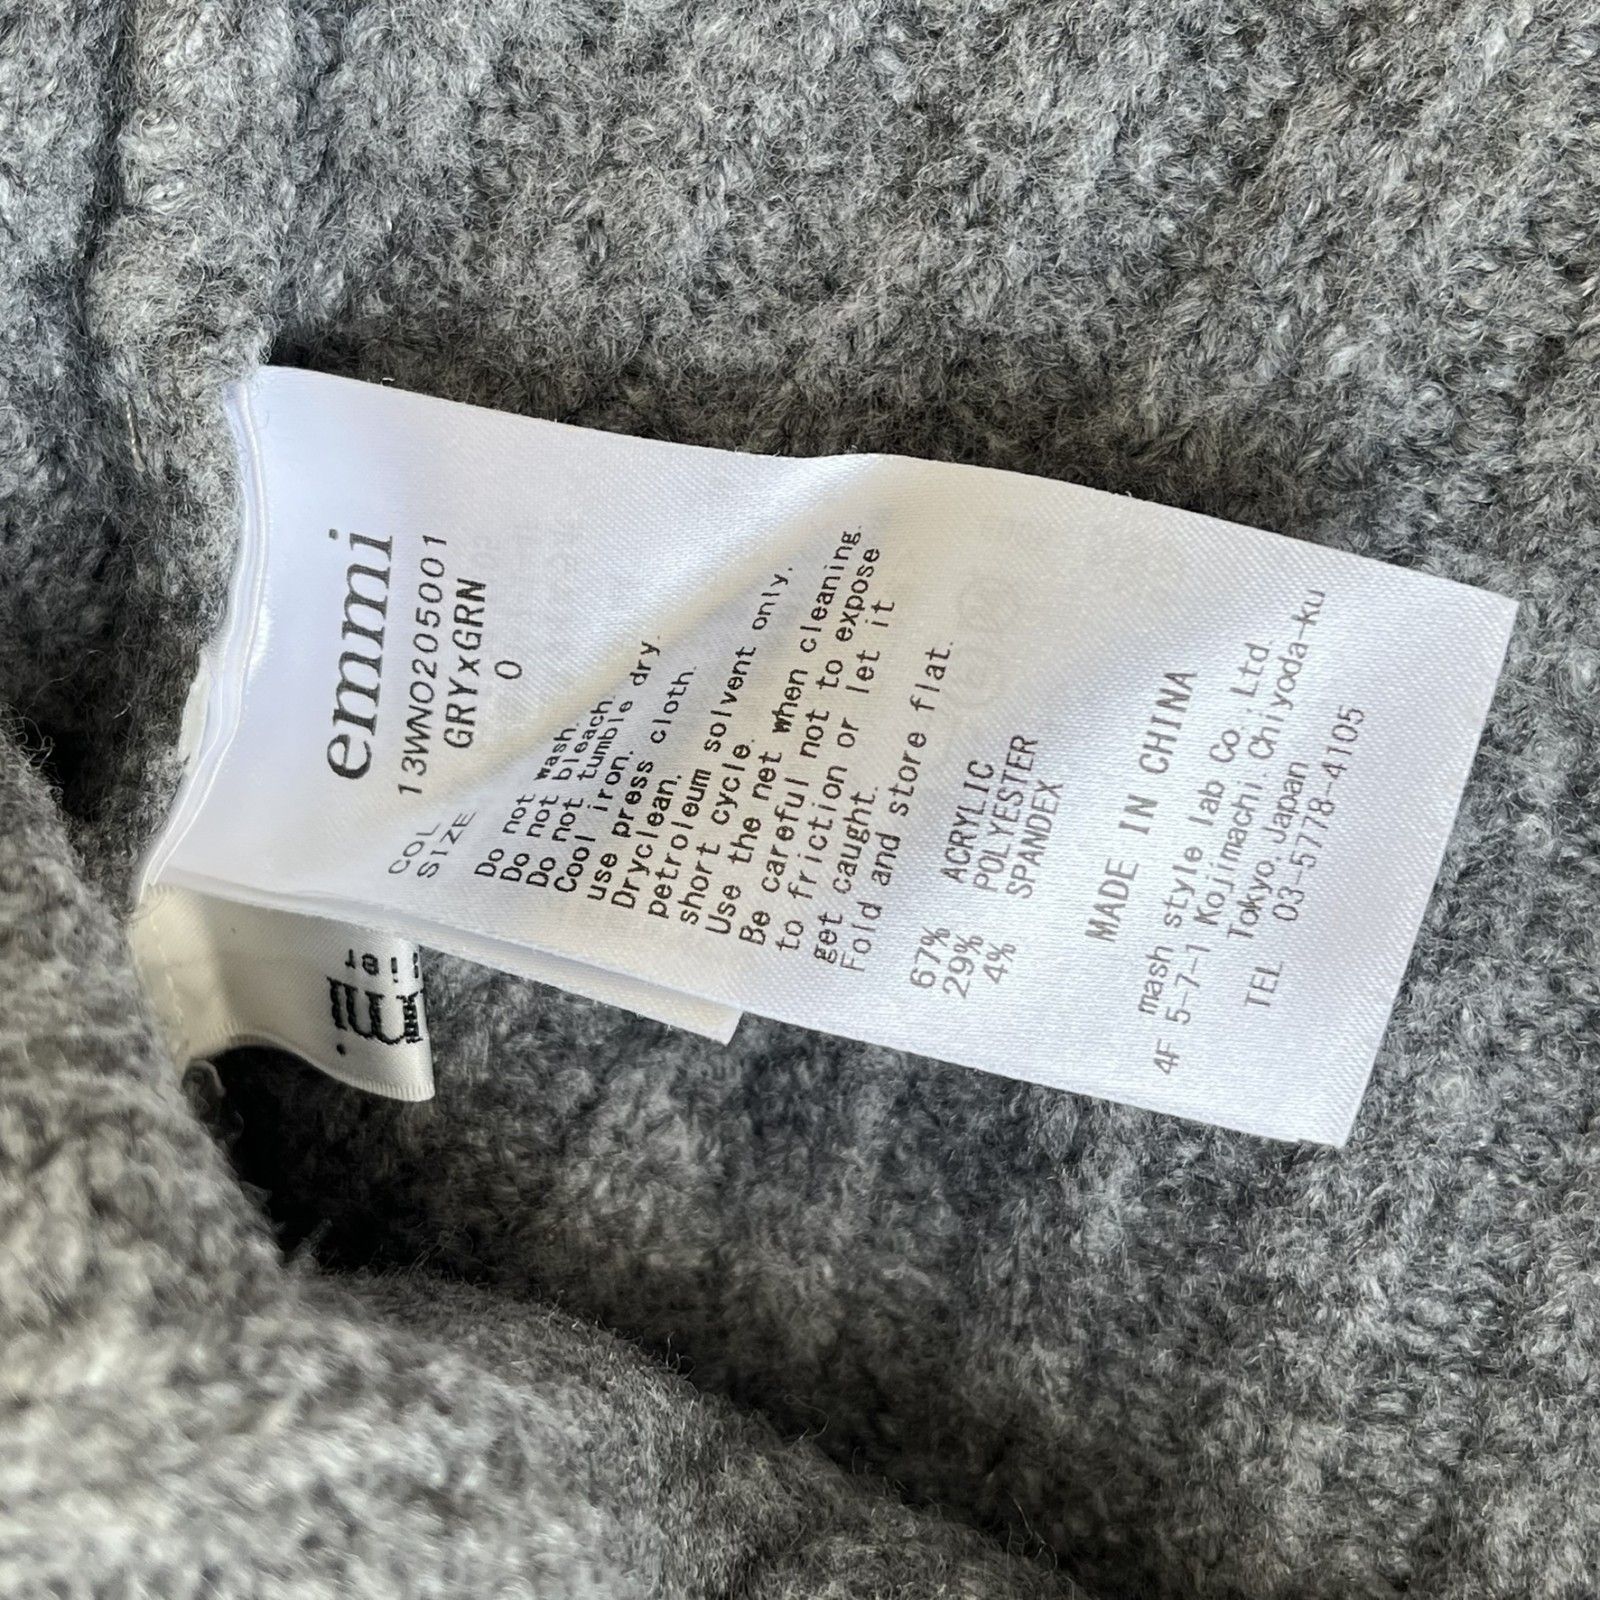 emmi
13WNO205001
COL GRYxGRN
SIZE 0
Do not wash.
Do not bleach.
Do not tumble dry.
Cool iron.
use press cloth.
Dryclean.
petroleum solvent only,
short cycle.
Use the net when cleaning.
Be careful not to expose
to friction or let it
get caught.
Fold and store flat.
67% ACRYLIC
29% POLYESTER
4% SPANDEX
MADE IN CHINA
mash style lab Co.,Ltd.
4F 5-7-1 Kojimachi Chiyoda-ku
Tokyo, Japan
TEL 03-5778-4105